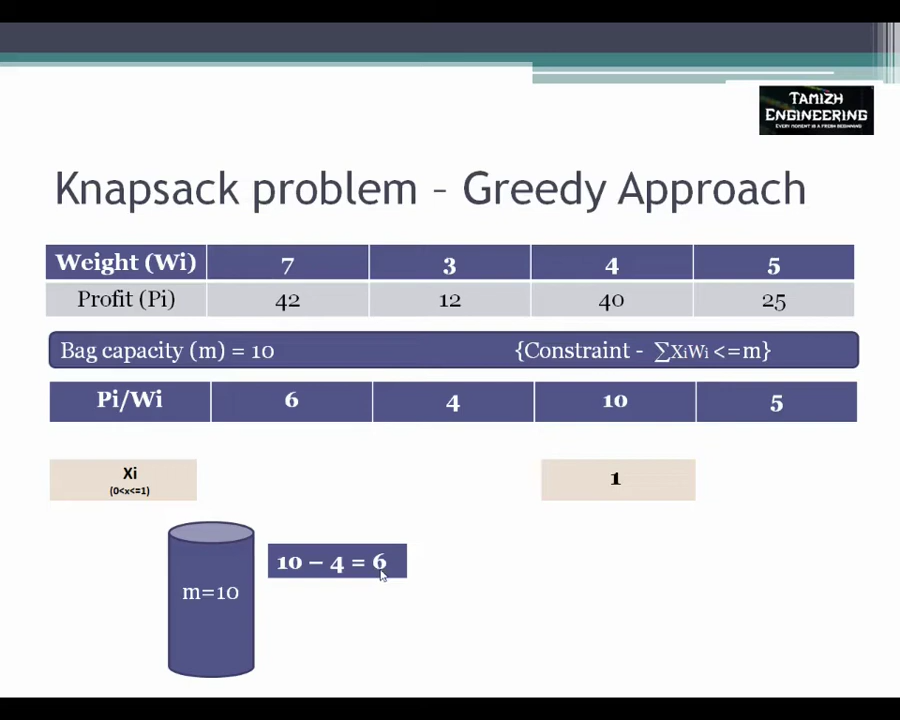 TAMIZH
ENGINEERING
EVERY MOMENT IS A FROM BEGINNING
Knapsack problem – Greedy Approach
Weight (Wi) 7 3 4 5
Profit (Pi) 42 12 40 25
Bag capacity (m) = 10 {Constraint - ∑XiWi <=m}
Pi/Wi 6 4 10 5
Xi 1
(0<x<=1)
10 – 4 = 6
m=10